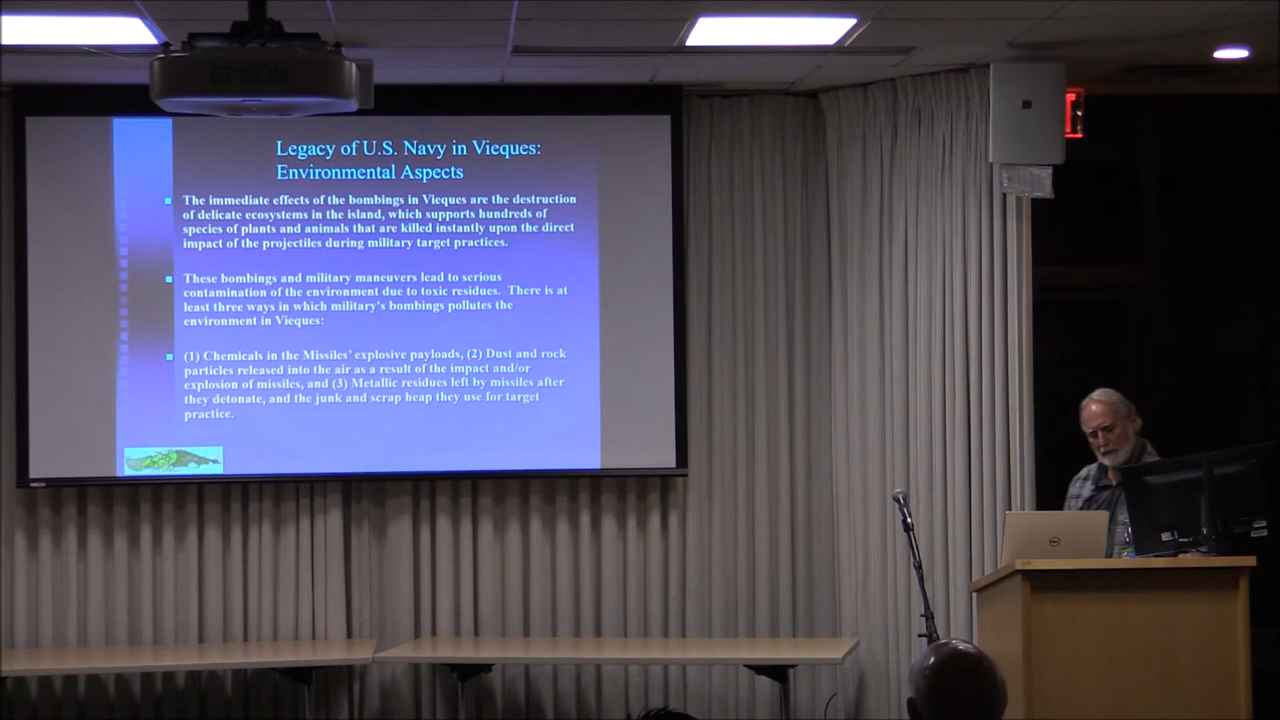 EPSON
Legacy of U.S. Navy in Vieques:
Environmental Aspects
The immediate effects of the bombings in Vieques are the destruction
of delicate ecosystems in the island, which supports hundreds of
species of plants and animals that are killed instantly upon the direct
impact of the projectiles during military target practices.
These bombings and military maneuvers lead to serious
contamination of the environment due to toxic residues. There is at
least three ways in which military's bombings pollutes the
environment in Vieques:
(1) Chemicals in the Missiles' explosive payloads, (2) Dust and rock
particles released into the air as a result of the impact and/or
explosion of missiles, and (3) Metallic residues left by missiles after
they detonate, and the junk and scrap heap they use for target
practice.
DELL